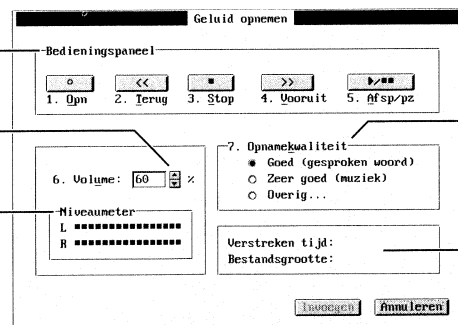 Geluid opnemen
Bedieningspaneel
1. Opn 2. Terug 3. Stop 4. Vooruit 5. Afsp/pz
6. Volume: 60 %
7. Opnamekwaliteit
Goed (gesproken woord)
Zeer goed (muziek)
Overig...
Niveaumeter
L
R
Verstreken tijd:
Bestandsgrootte:
Invoegen Annuleren